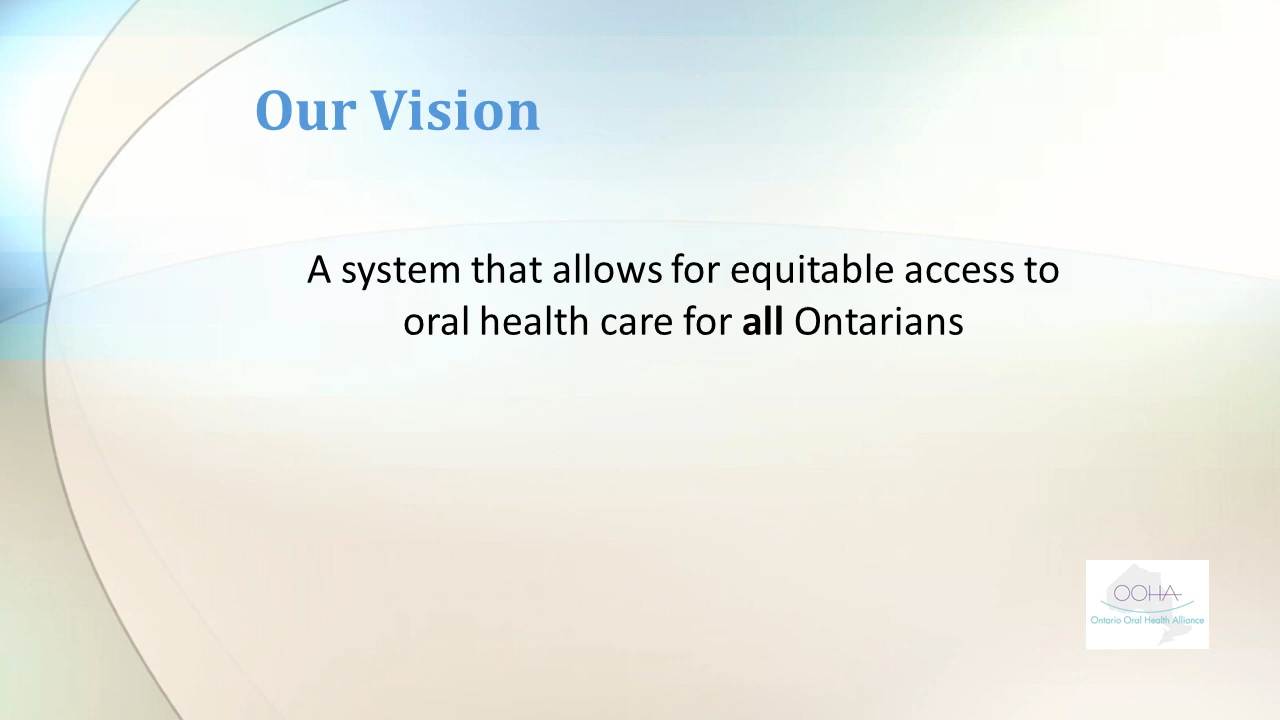 Our Vision
A system that allows for equitable access to
oral health care for all Ontarians
OOHA
Ontario Oral Health Alliance